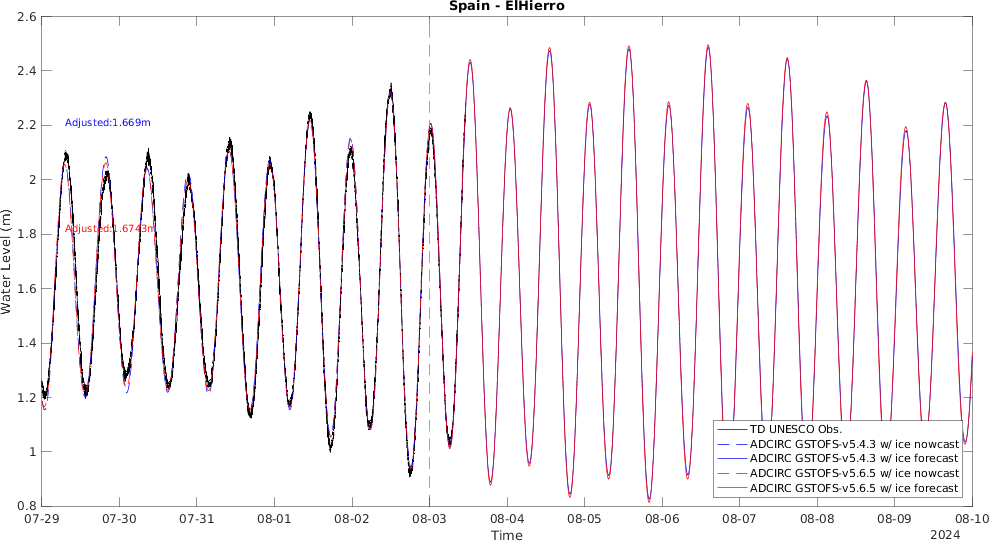 Spain - ElHierro
2.6
2.4
2.2
2
1.8
1.6
1.4
1.2
1
0.8
Water Level (m)
Adjusted:1.669m
Adjusted:1.6743m
TD UNESCO Obs.
ADCIRC GSTOFS-v5.4.3 w/ ice nowcast
ADCIRC GSTOFS-v5.4.3 w/ ice forecast
ADCIRC GSTOFS-v5.6.5 w/ ice nowcast
ADCIRC GSTOFS-v5.6.5 w/ ice forecast
07-29 07-30 07-31 08-01 08-02 08-03 08-04 08-05 08-06 08-07 08-08 08-09 08-10
Time
2024